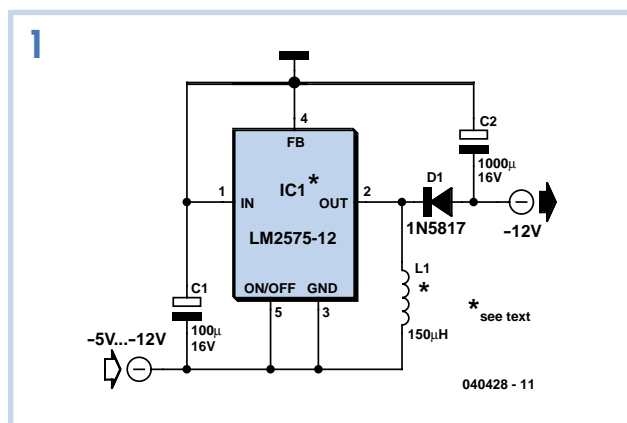 1
4
FB
C2
1000µ
16V
1
IN
IC1*
OUT
2
D1
1N5817
−12V
LM2575-12
C1
100µ
16V
ON/OFF
GND
5
3
L1
*
150µH
*see text
−5V...−12V
040428 - 11